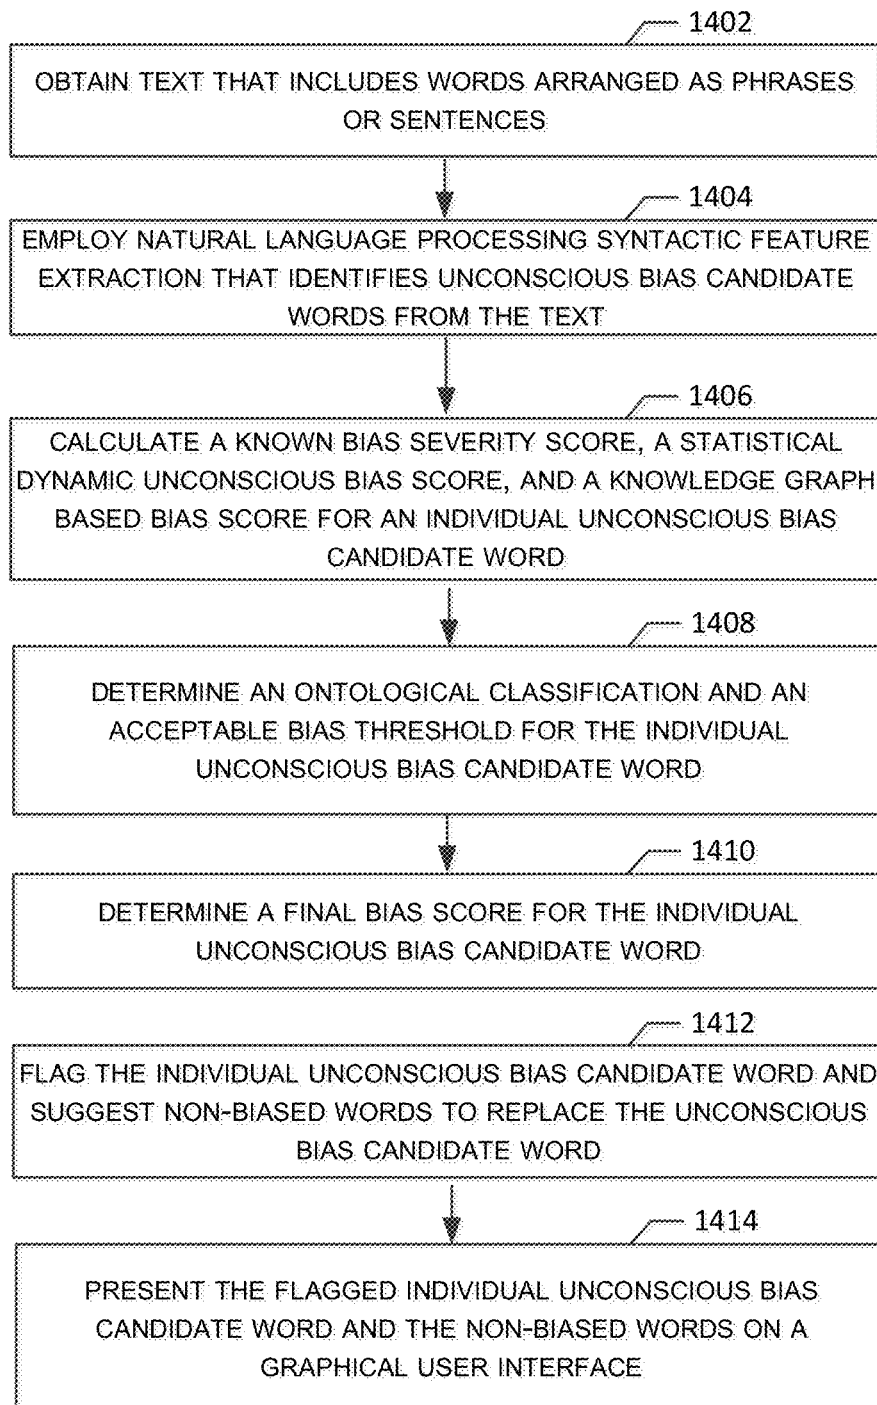 1402
OBTAIN TEXT THAT INCLUDES WORDS ARRANGED AS PHRASES
OR SENTENCES
1404
EMPLOY NATURAL LANGUAGE PROCESSING SYNTACTIC FEATURE
EXTRACTION THAT IDENTIFIES UNCONSCIOUS BIAS CANDIDATE
WORDS FROM THE TEXT
1406
CALCULATE A KNOWN BIAS SEVERITY SCORE, A STATISTICAL
DYNAMIC UNCONSCIOUS BIAS SCORE, AND A KNOWLEDGE GRAPH
BASED BIAS SCORE FOR AN INDIVIDUAL UNCONSCIOUS BIAS
CANDIDATE WORD
1408
DETERMINE AN ONTOLOGICAL CLASSIFICATION AND AN
ACCEPTABLE BIAS THRESHOLD FOR THE INDIVIDUAL
UNCONSCIOUS BIAS CANDIDATE WORD
1410
DETERMINE A FINAL BIAS SCORE FOR THE INDIVIDUAL
UNCONSCIOUS BIAS CANDIDATE WORD
1412
FLAG THE INDIVIDUAL UNCONSCIOUS BIAS CANDIDATE WORD AND
SUGGEST NON-BIASED WORDS TO REPLACE THE UNCONSCIOUS
BIAS CANDIDATE WORD
1414
PRESENT THE FLAGGED INDIVIDUAL UNCONSCIOUS BIAS
CANDIDATE WORD AND THE NON-BIASED WORDS ON A
GRAPHICAL USER INTERFACE